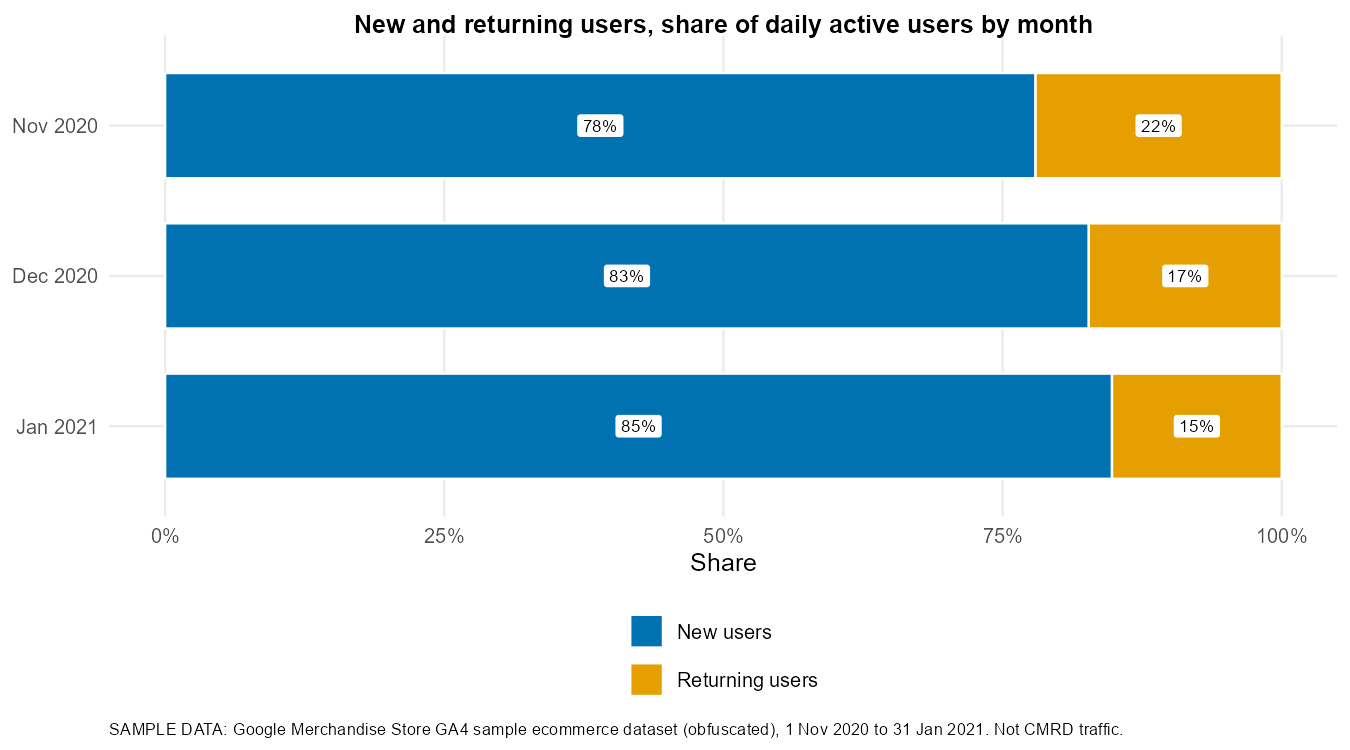 New and returning users, share of daily active users by month
Nov 2020
78%
22%
Dec 2020
83%
17%
Jan 2021
85%
15%
0%
25%
50%
75%
100%
Share
New users
Returning users
SAMPLE DATA: Google Merchandise Store GA4 sample ecommerce dataset (obfuscated), 1 Nov 2020 to 31 Jan 2021. Not CMRD traffic.